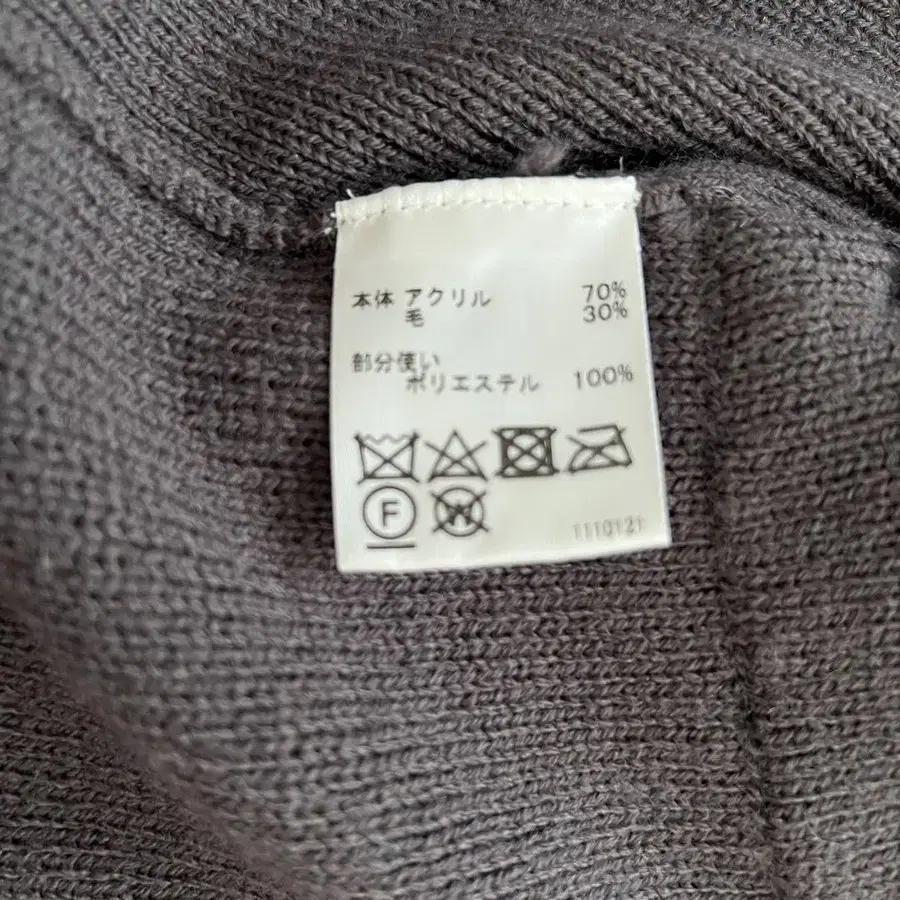 本体 アクリル 70%
毛 30%
部分使い
ポリエステル 100%
F W
1110121